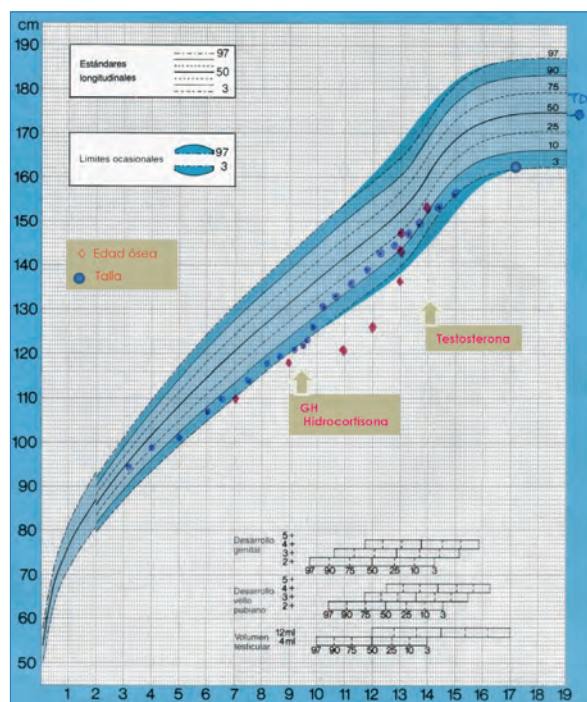 cm
190
180
170
160
150
140
130
120
110
100
90
80
70
60
50
Estándares
longitudinales
97
50
3
Limites ocasionales
97
3
Edad ósea
Talla
97
90
75
50
25
10
3
TD
Testosterona
GH
Hidrocortisona
Desarrollo
genital
5+
4+
3+
2+
97 90 75 50 25 10 3
Desarrollo
vello
pubiano
5+
4+
3+
2+
97 90 75 50 25 10 3
Volumen
testicular
12ml
4ml
97 90 75 50 25 10 3
1 2 3 4 5 6 7 8 9 10 11 12 13 14 15 16 17 18 19